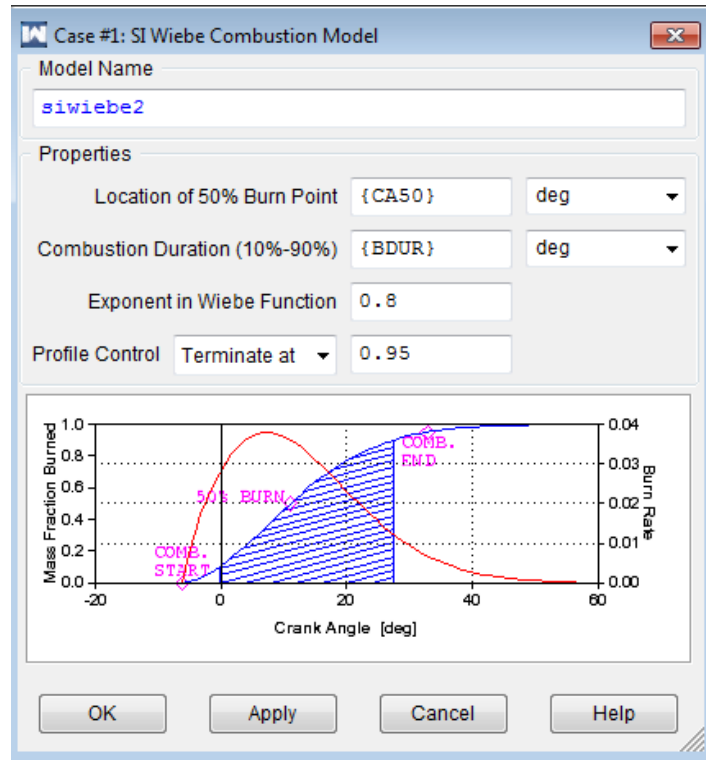 Case #1: SI Wiebe Combustion Model
Model Name
siwiebe2
Properties
Location of 50% Burn Point {CA50} deg
Combustion Duration (10%-90%) {BDUR} deg
Exponent in Wiebe Function 0.8
Profile Control Terminate at 0.95
Mass Fraction Burned
1.0
0.8
0.6
0.4
0.2
0.0
COMB.
START
50% BURN
COMB.
END
0.04
0.03
0.02
0.01
0.00
Burn Rate
-20 0 20 40 60
Crank Angle [deg]
OK Apply Cancel Help